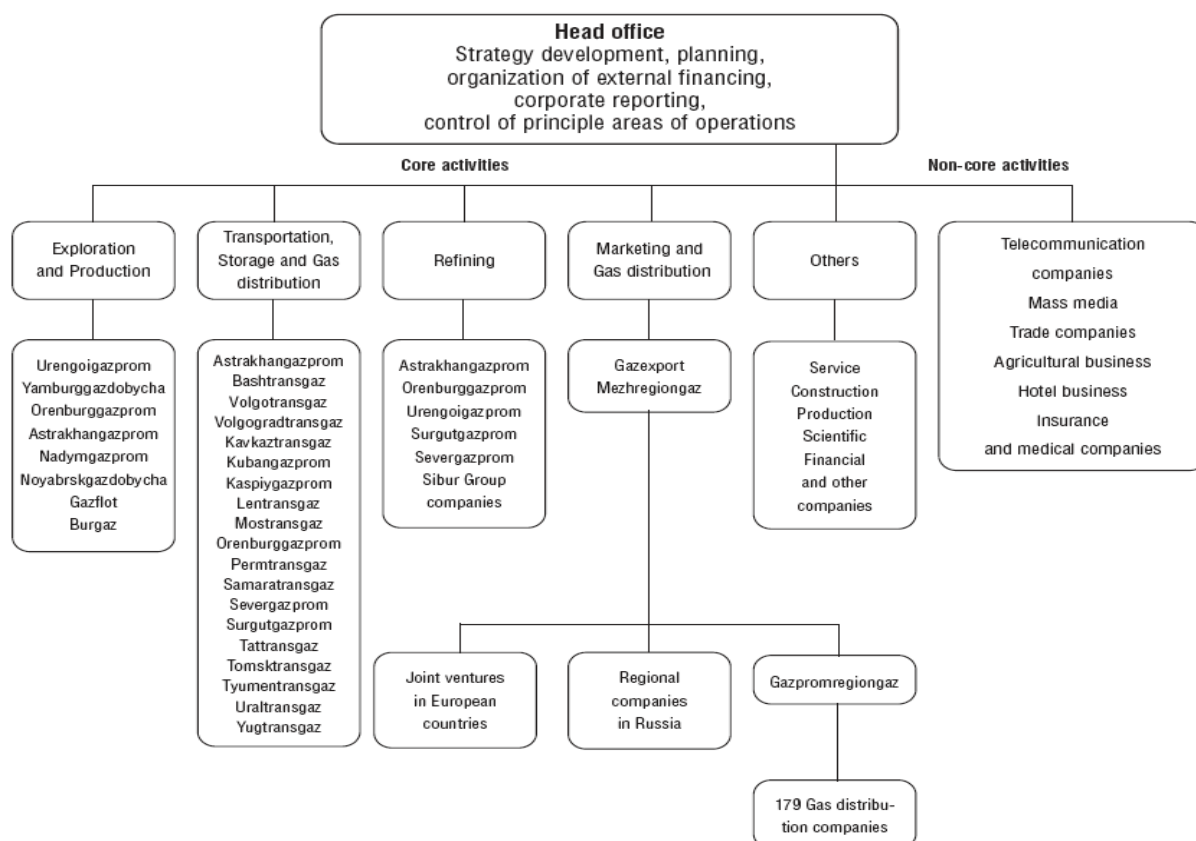 Head office
Strategy development, planning,
organization of external financing,
corporate reporting,
control of principle areas of operations
Core activities
Non-core activities
Exploration
and Production
Transportation,
Storage and Gas
distribution
Refining
Marketing and
Gas distribution
Others
Telecommunication
companies
Mass media
Trade companies
Agricultural business
Hotel business
Insurance
and medical companies
Urengoigazprom
Yamburggazdobycha
Orenburggazprom
Astrakhangazprom
Nadymgazprom
Noyabrskgazdobycha
Gazflot
Burgaz
Astrakhangazprom
Bashtransgaz
Volgotransgaz
Volgogradtransgaz
Kavkaztransgaz
Kubangazprom
Kaspiygazprom
Lentransgaz
Mostransgaz
Orenburggazprom
Permtransgaz
Samaratransgaz
Severgazprom
Surgutgazprom
Tattransgaz
Tomsktransgaz
Tyumentransgaz
Uraltransgaz
Yugtransgaz
Astrakhangazprom
Orenburggazprom
Urengoigazprom
Surgutgazprom
Severgazprom
Sibur Group
companies
Gazexport
Mezhregiongaz
Service
Construction
Production
Scientific
Financial
and other
companies
Joint ventures
in European
countries
Regional
companies
in Russia
Gazpromregiongaz
179 Gas distribu-
tion companies